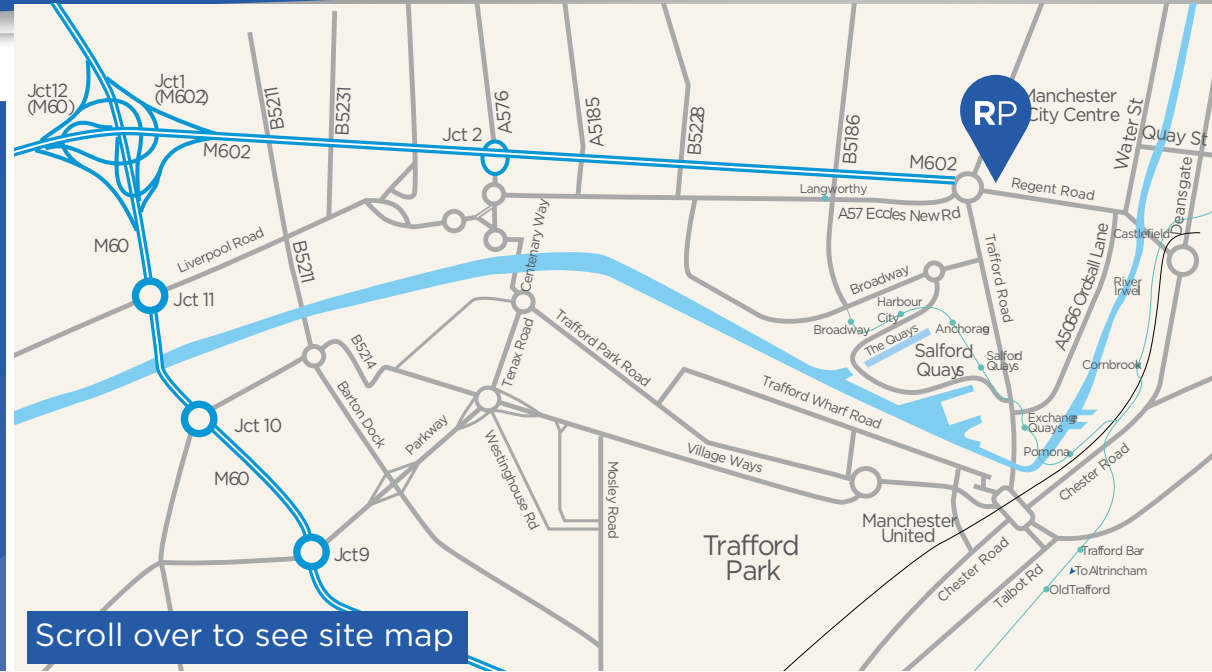 Jct12
(M60)
Jct1
(M602)
B5211
B5231
A576
Jct 2
A5185
B5228
B5186
RP
Manchester
City Centre
Water St
Quay St
Deansgate
M602
M602
Langworthy
A57 Eccles New Rd
Regent Road
Castlefield
M60
Liverpool Road
B5211
Centenary Way
Trafford Road
A5066 Ordsall Lane
River
Irwel
Jct 11
Broadway
Harbour
City
Broadway
Anchorag
The Quays
Salford
Quays
Salford
Quays
Cornbrook
B5214
Tenax Road
Trafford Park Road
Trafford Wharf Road
Barton Dock
Parkway
Jct 10
Exchange
Quays
Pomona
Westinghouse Rd
Village Ways
Mosley Road
Chester Road
M60
Manchester
United
Jct9
Trafford
Park
Chester Road
Talbot Rd
Trafford Bar
To Altrincham
OldTrafford
Scroll over to see site map